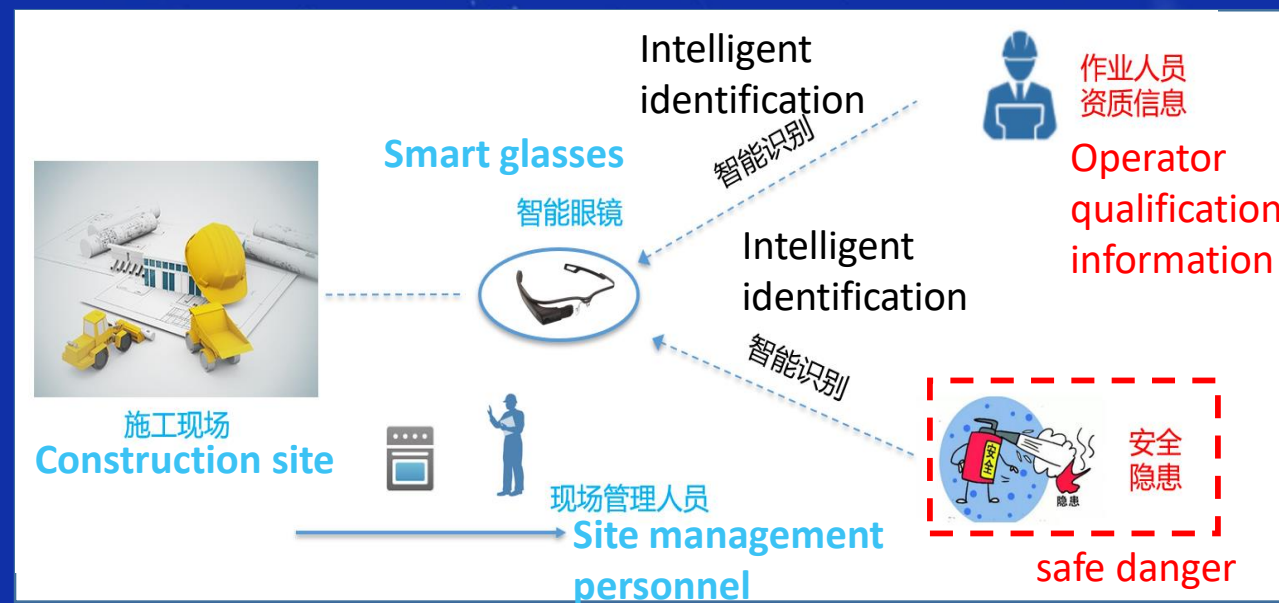 Intelligent
identification
作业人员
资质信息
智能识别
Smart glasses
Operator
qualification
information
智能眼镜
Intelligent
identification
智能识别
施工现场
Construction site
安全
安全
隐患
隐患
现场管理人员
Site management
personnel
safe danger